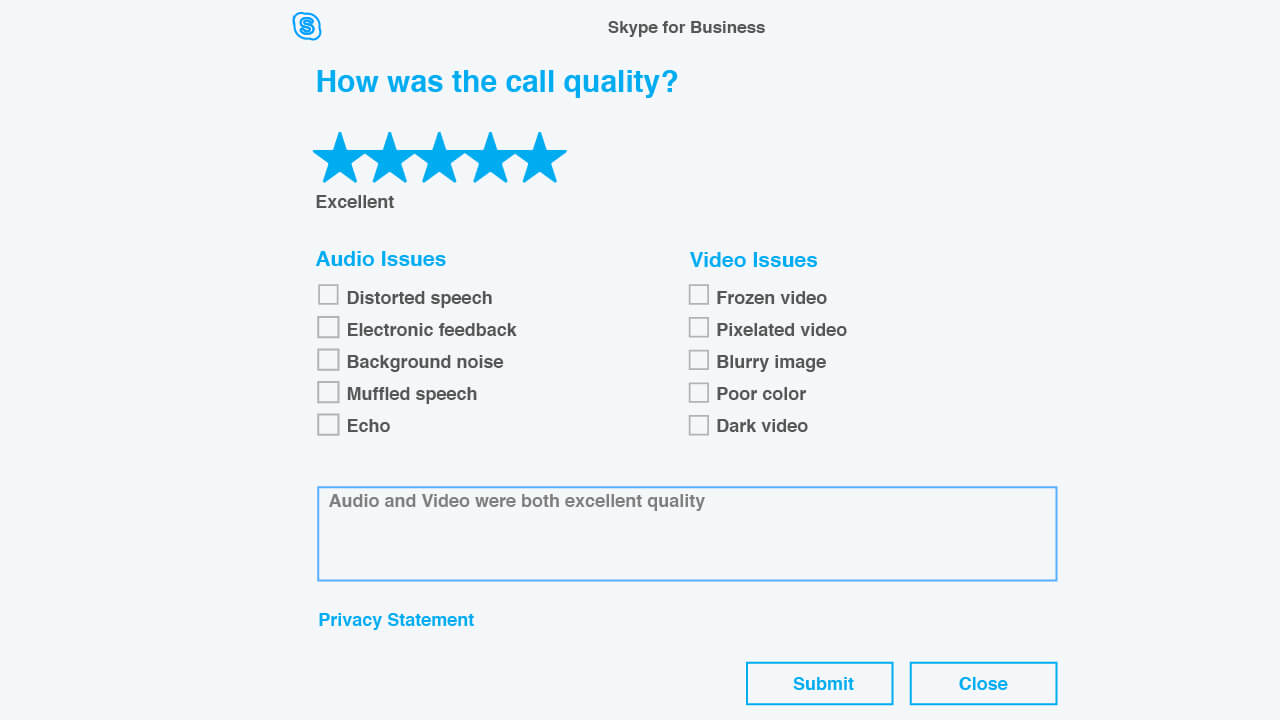 Skype for Business
How was the call quality?
Excellent
Audio Issues
Distorted speech
Electronic feedback
Background noise
Muffled speech
Echo
Video Issues
Frozen video
Pixelated video
Blurry image
Poor color
Dark video
Audio and Video were both excellent quality
Privacy Statement
Submit
Close